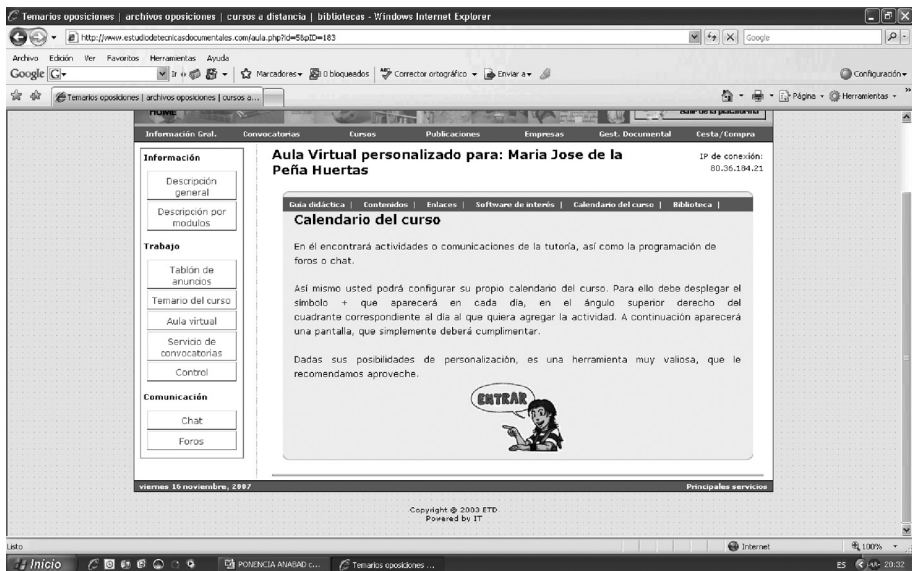 Temarios oposiciones | archivos oposiciones | cursos a distancia | bibliotecas - Windows Internet Explorer
http://www.estudiodetecnicasdocumentales.com/aula.php?id=5&pID=183
Google
Archivo Edición Ver Favoritos Herramientas Ayuda
Google G Ir Marcadores 0 bloqueados Corrector ortográfico Enviar a Configuración
Temarios oposiciones | archivos oposiciones | cursos a... Página Herramientas
HOME Salir de la plataforma
Información Gral. Convocatorias Cursos Publicaciones Empresas Gest. Documental Cesta/Compra
Información
Descripción general
Descripción por modulos
Trabajo
Tablón de anuncios
Temario del curso
Aula virtual
Servicio de convocatorias
Control
Comunicación
Chat
Foros
Aula Virtual personalizado para: Maria Jose de la
Peña Huertas
IP de conexión:
80.36.184.21
Guía didáctica | Contenidos | Enlaces | Software de interés | Calendario del curso | Biblioteca |
Calendario del curso
En él encontrará actividades o comunicaciones de la tutoría, así como la programación de
foros o chat.
Así mismo usted podrá configurar su propio calendario del curso. Para ello debe desplegar el
símbolo + que aparecerá en cada día, en el ángulo superior derecho del
cuadrante correspondiente al día al que quiera agregar la actividad. A continuación aparecerá
una pantalla, que simplemente deberá cumplimentar.
Dadas sus posibilidades de personalización, es una herramienta muy valiosa, que le
recomendamos aproveche.
ENTRAR
viernes 16 noviembre, 2007 Principales servicios
Copyright @ 2003 ETD
Powered by IT
Listo Internet 100%
Inicio PONENCIA ANABAD c... Temarios oposiciones ... ES 20:32